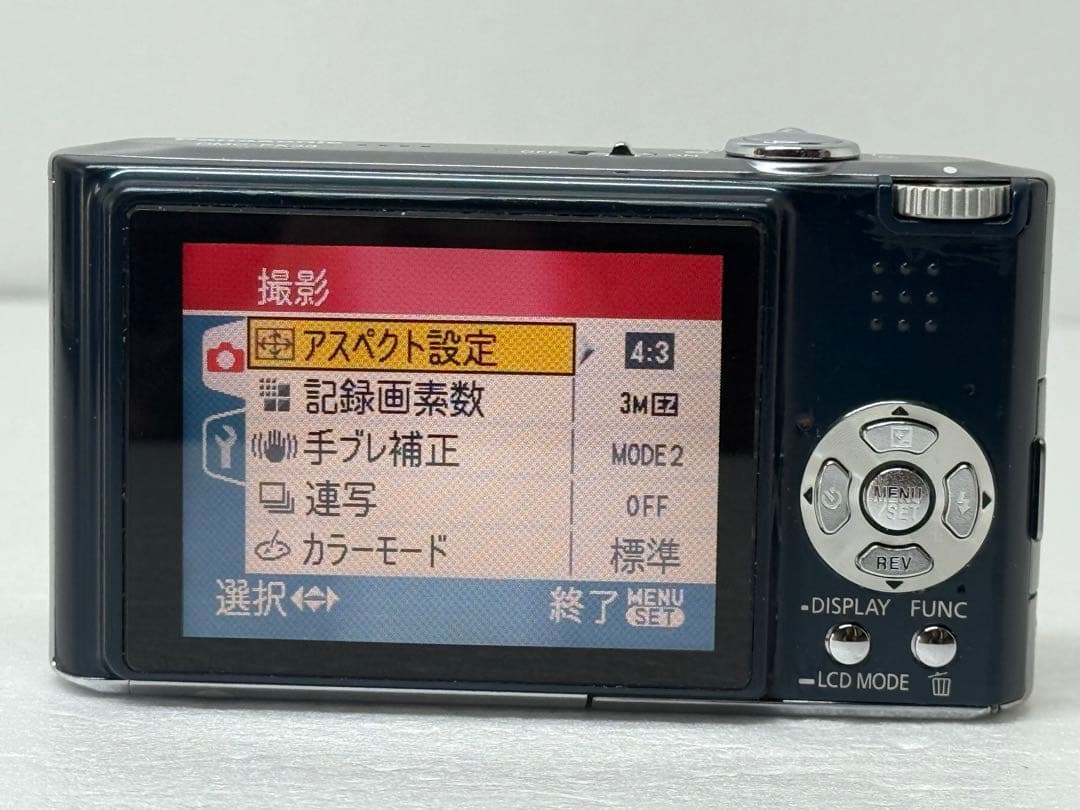 OFF ON
撮影
アスペクト設定 4:3
記録画素数 3M EZ
手ブレ補正 MODE2
連写 OFF
カラーモード 標準
選択
終了 MENU SET
MENU
/SET
REV
DISPLAY FUNC
LCD MODE